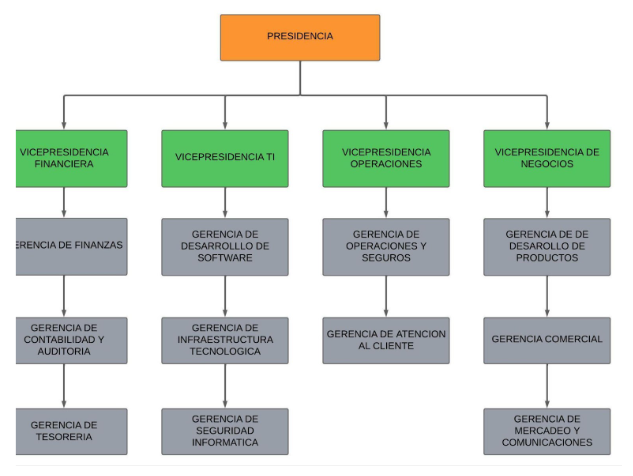 PRESIDENCIA
VICEPRESIDENCIA
FINANCIERA
VICEPRESIDENCIA TI
VICEPRESIDENCIA
OPERACIONES
VICEPRESIDENCIA DE
NEGOCIOS
ERENCIA DE FINANZAS
GERENCIA DE
DESARROLLLO DE
SOFTWARE
GERENCIA DE
OPERACIONES Y
SEGUROS
GERENCIA DE DE
DESAROLLO DE
PRODUCTOS
GERENCIA DE
CONTABILIDAD Y
AUDITORIA
GERENCIA DE
INFRAESTRUCTURA
TECNOLOGICA
GERENCIA DE ATENCION
AL CLIENTE
GERENCIA COMERCIAL
GERENCIA DE
TESORERIA
GERENCIA DE
SEGURIDAD
INFORMATICA
GERENCIA DE
MERCADEO Y
COMUNICACIONES